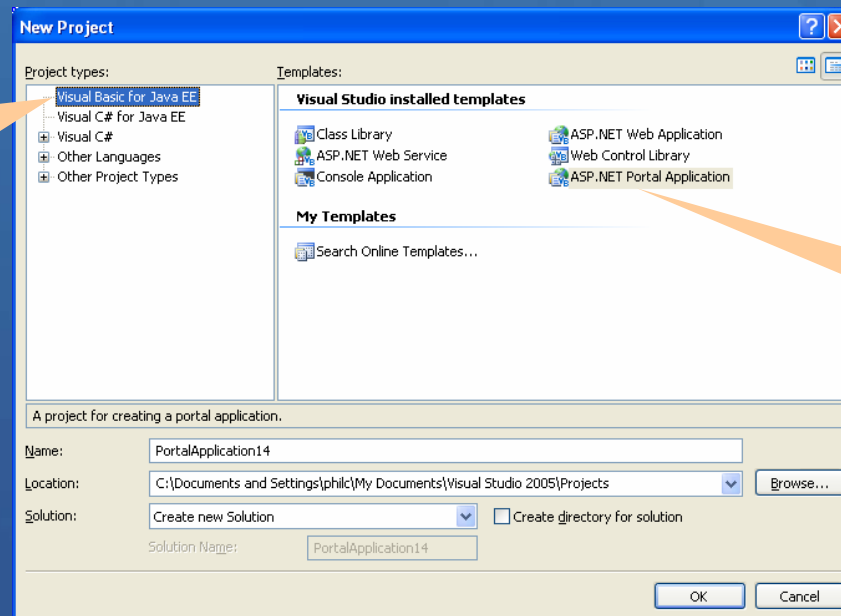 New Project
Project types:
Templates:
Visual Basic for Java EE
Visual C# for Java EE
Visual C#
Other Languages
Other Project Types
Visual Studio installed templates
Class Library
ASP.NET Web Application
ASP.NET Web Service
Web Control Library
Console Application
ASP.NET Portal Application
My Templates
Search Online Templates...
A project for creating a portal application.
Name:
PortalApplication14
Location:
C:\Documents and Settings\philc\My Documents\Visual Studio 2005\Projects
Browse...
Solution:
Create new Solution
Create directory for solution
Solution Name:
PortalApplication14
OK
Cancel